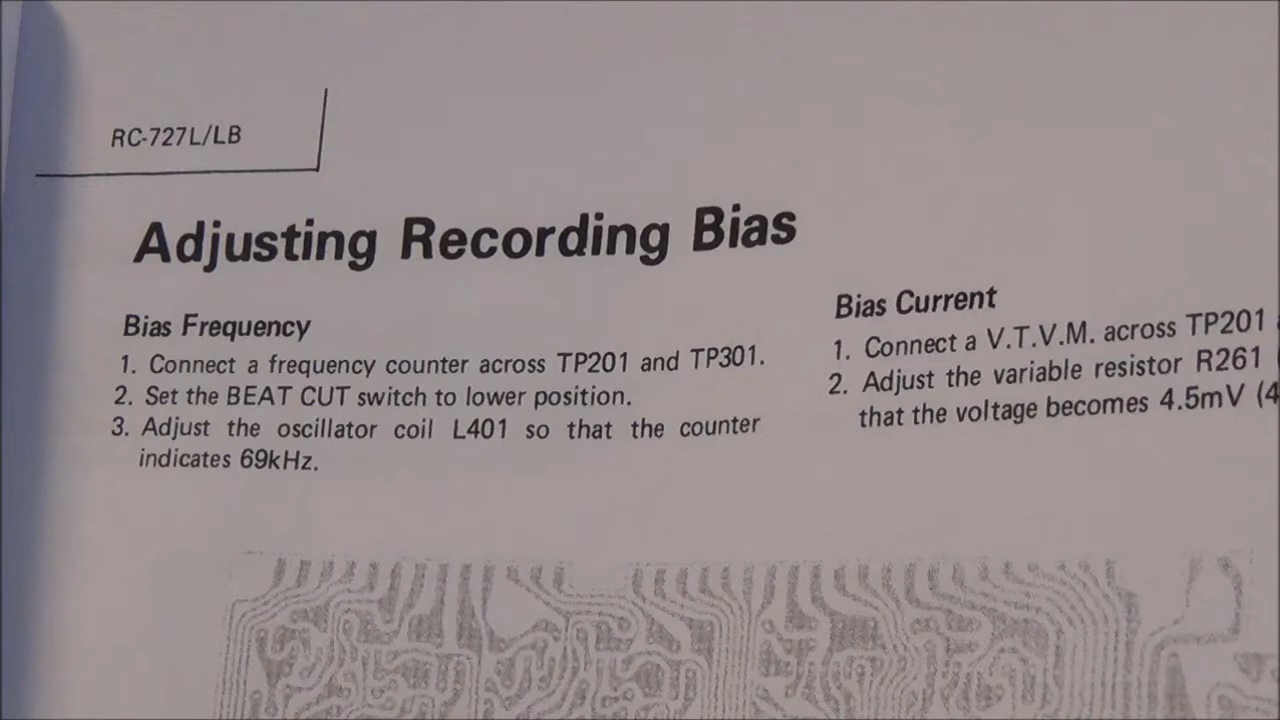 RC-727L/LB
Adjusting Recording Bias
Bias Frequency
1. Connect a frequency counter across TP201 and TP301.
2. Set the BEAT CUT switch to lower position.
3. Adjust the oscillator coil L401 so that the counter
indicates 69kHz.
Bias Current
1. Connect a V.T.V.M. across TP201
2. Adjust the variable resistor R261
that the voltage becomes 4.5mV (4